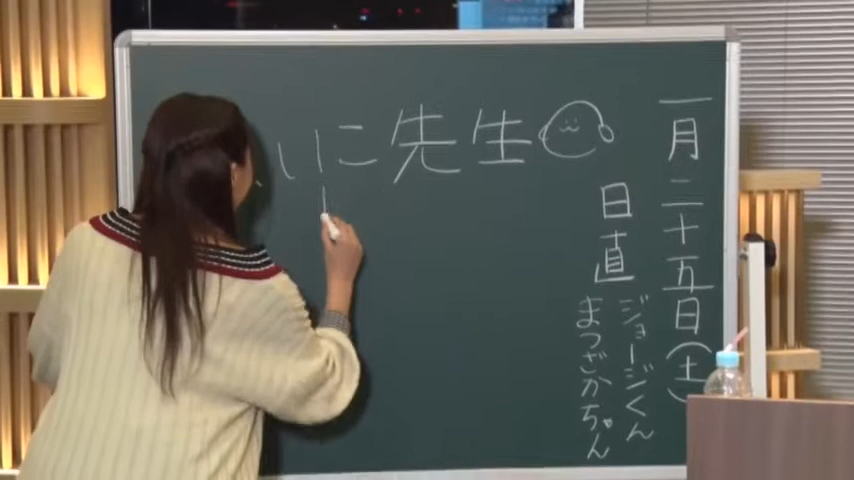 いに先生
一月二十五日(土)
日直
ジョージくん
まつざかちゃん